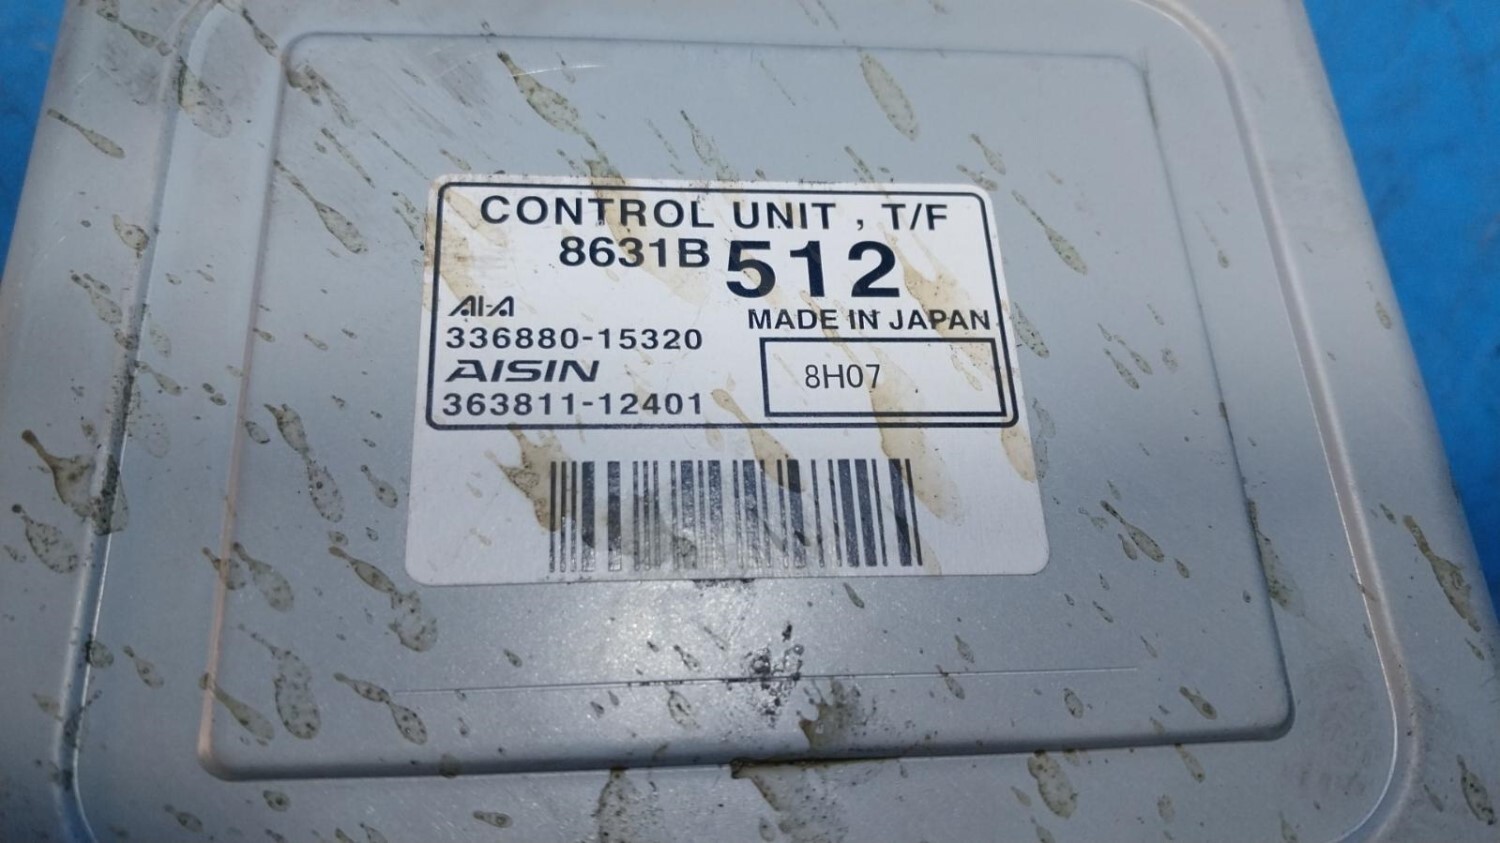 CONTROL UNIT , T/F
8631B 512
AI-A
MADE IN JAPAN
336880-15320
AISIN
8H07
363811-12401